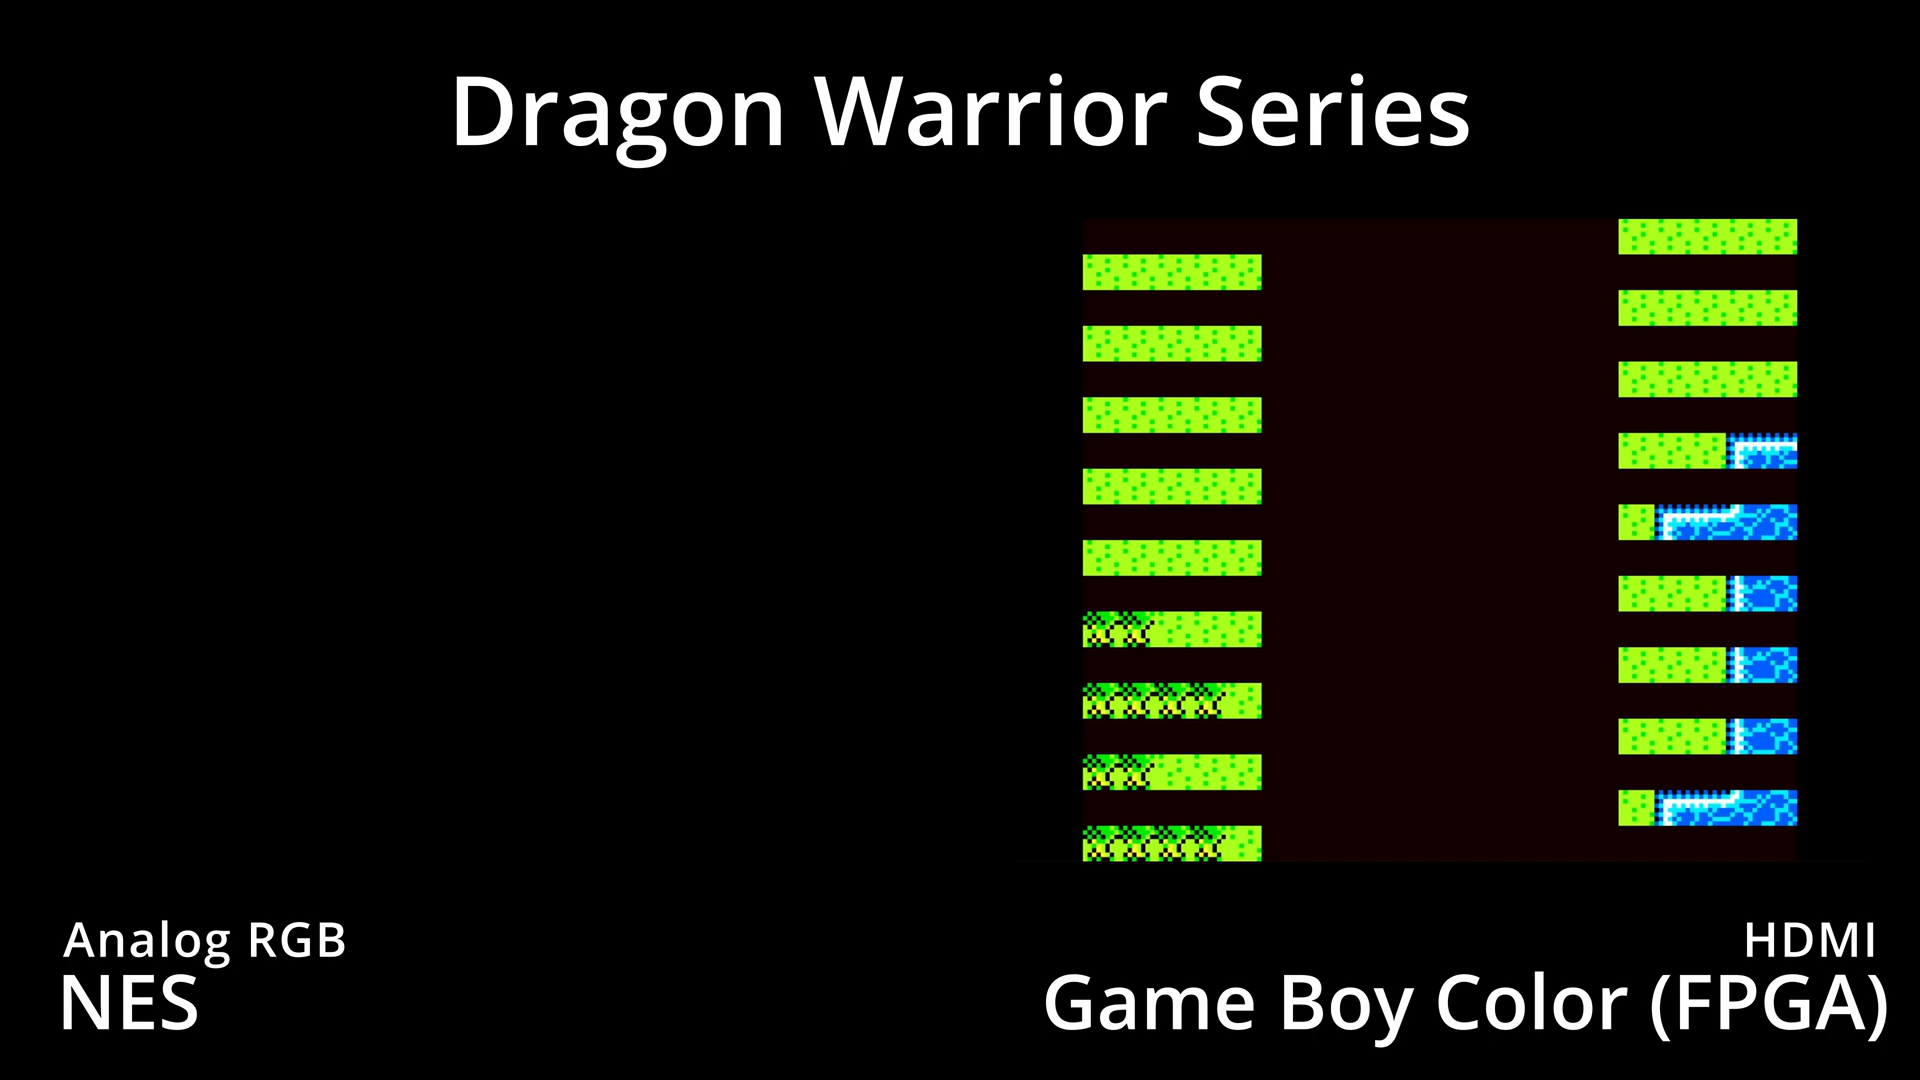 Dragon Warrior Series
Analog RGB
NES
HDMI
Game Boy Color (FPGA)